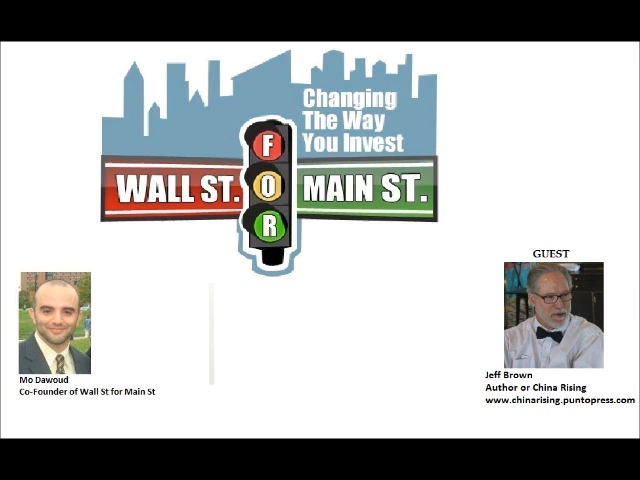 Changing
The Way
You Invest
WALL ST. FOR MAIN ST.
GUEST
Mo Dawoud
Co-Founder of Wall St for Main St
Jeff Brown
Author or China Rising
www.chinarising.puntopress.com